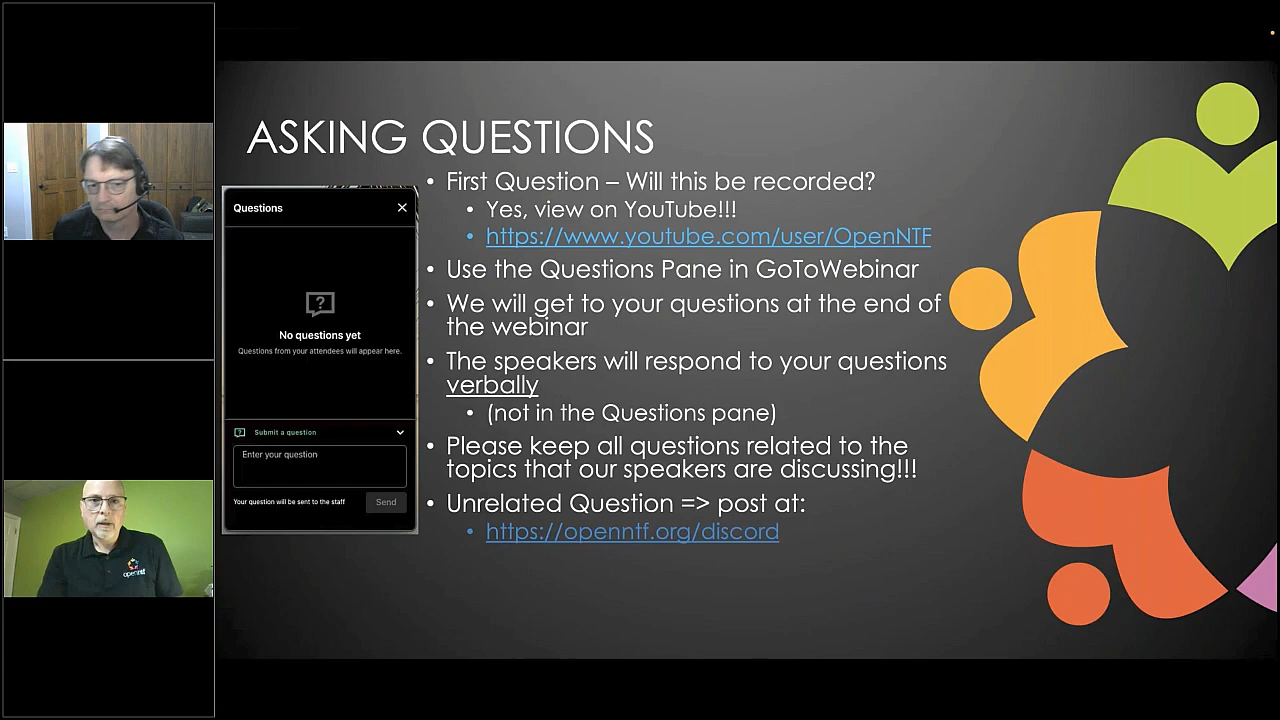 ASKING QUESTIONS
Questions
No questions yet
Questions from your attendees will appear here.
Submit a question
Enter your question
Your question will be sent to the staff
Send
• First Question – Will this be recorded?
• Yes, view on YouTube!!!
• https://www.youtube.com/user/OpenNTF
• Use the Questions Pane in GoToWebinar
• We will get to your questions at the end of
the webinar
• The speakers will respond to your questions
verbally
• (not in the Questions pane)
• Please keep all questions related to the
topics that our speakers are discussing!!!
• Unrelated Question => post at:
• https://openntf.org/discord
openntf